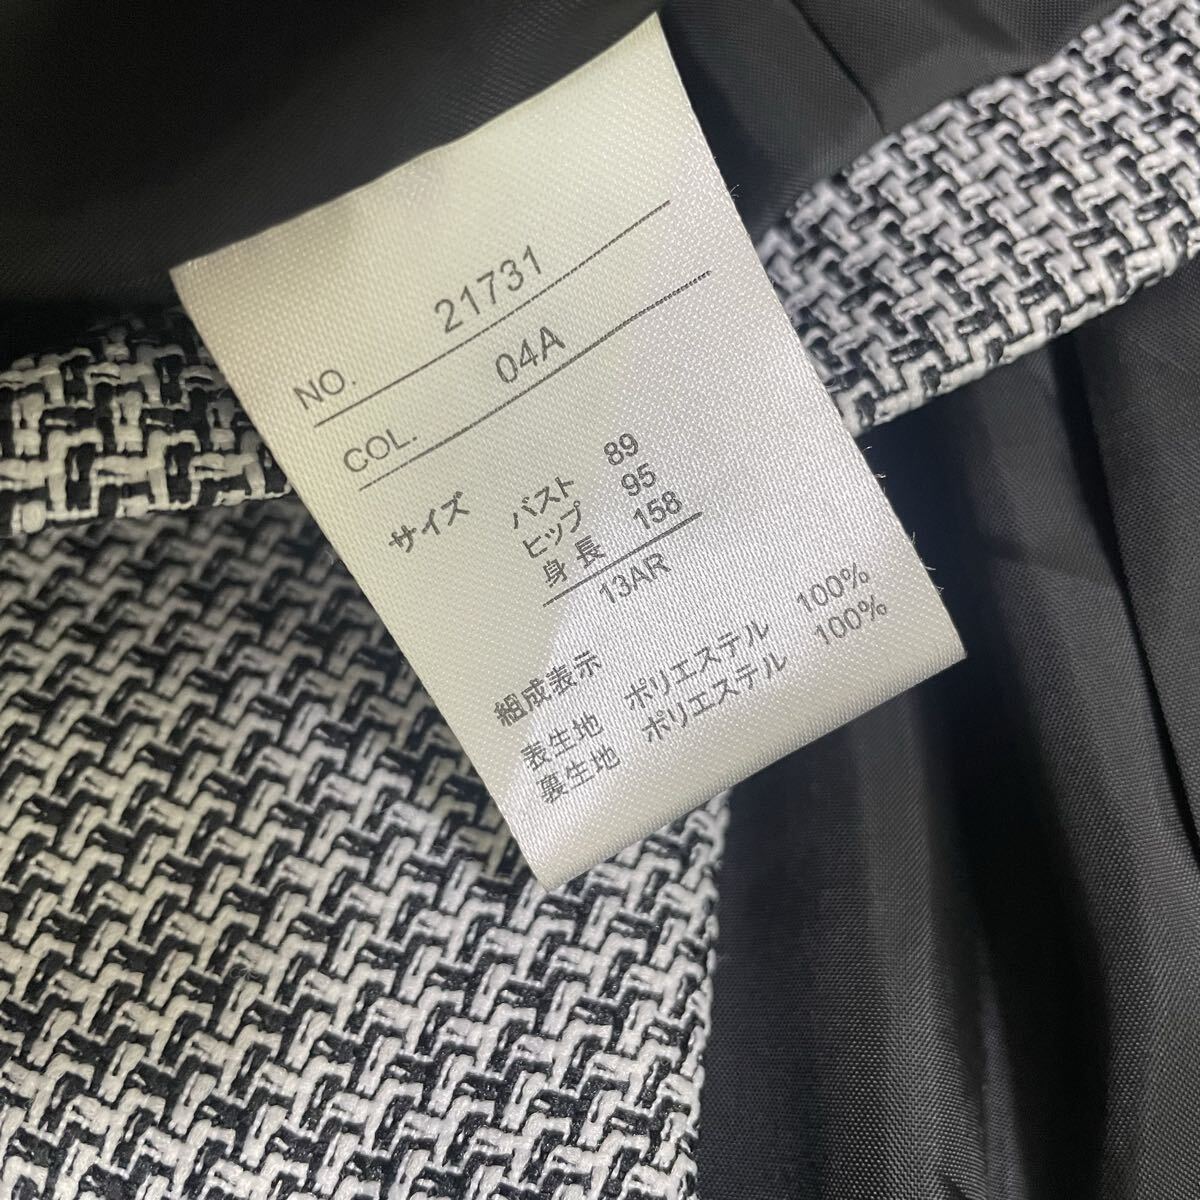 NO. 21731
COL. 04A
サイズ バスト 89
ヒップ 95
身長 158
13AR
組成表示
表生地 ポリエステル 100%
裏生地 ポリエステル 100%